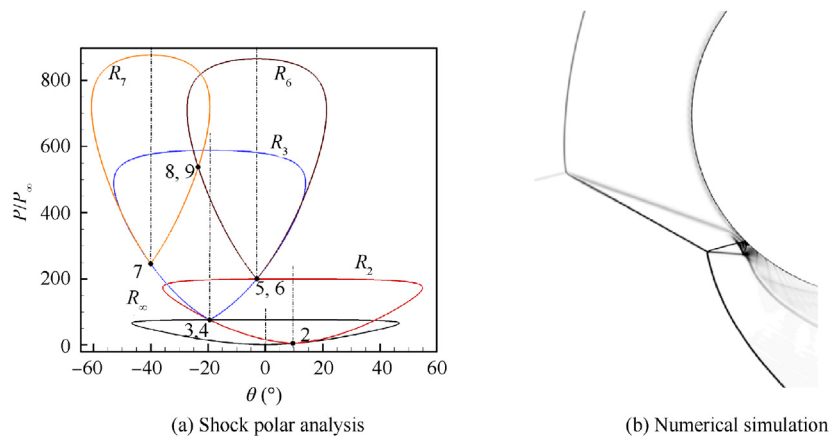 R7
R6
R3
8, 9
7
5, 6
R2
R∞
3,4
2
P/P∞
800
600
400
200
0
−60
−40
−20
0
20
40
60
θ (°)
(a) Shock polar analysis
(b) Numerical simulation